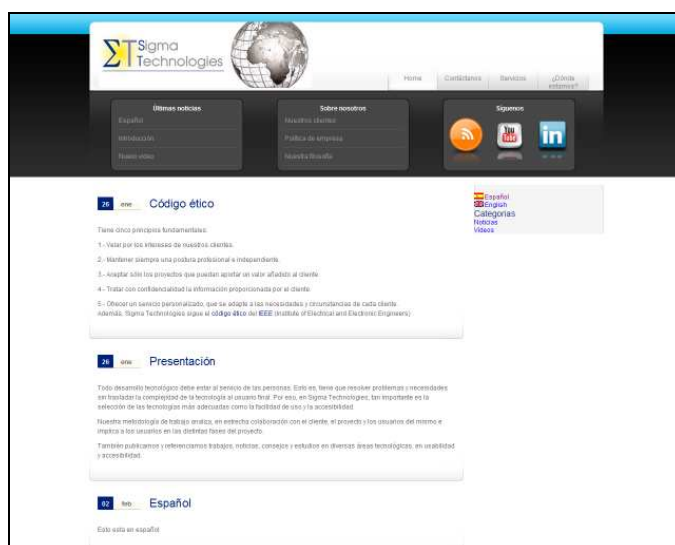 ΣT Sigma
Technologies
Home Contáctanos Servicios ¿Dónde
estamos?
Últimas noticias Sobre nosotros Síguenos
Español Nuestros clientes
Introducción Política de empresa
Nuevo video Nuestra filosofía
You
Tube
in
26 ene Código ético
Español
English
Categorias
Noticias
Videos
Tiene cinco principios fundamentales:
1.- Velar por los intereses de nuestros clientes.
2.- Mantener siempre una postura profesional e independiente.
3.- Aceptar sólo los proyectos que puedan aportar un valor añadido al cliente.
4.- Tratar con confidencialidad la información proporcionada por el cliente.
5.- Ofrecer un servicio personalizado, que se adapte a las necesidades y circunstancias de cada cliente.
Además, Sigma Technologies sigue el código ético del IEEE (Institute of Electrical and Electronic Engineers)
26 ene Presentación
Todo desarrollo tecnológico debe estar al servicio de las personas. Esto es, tiene que resolver problemas y necesidades
sin trasladar la complejidad de la tecnología al usuario final. Por eso, en Sigma Technologies, tan importante es la
selección de las tecnologías más adecuadas como la facilidad de uso y la accesibilidad.
Nuestra metodología de trabajo analiza, en estrecha colaboración con el cliente, el proyecto y los usuarios del mismo e
implica a los usuarios en las distintas fases del proyecto.
También publicamos y referenciamos trabajos, noticias, consejos y estudios en diversas áreas tecnológicas, en usabilidad
y accesibilidad.
02 feb Español
Esto esta en español